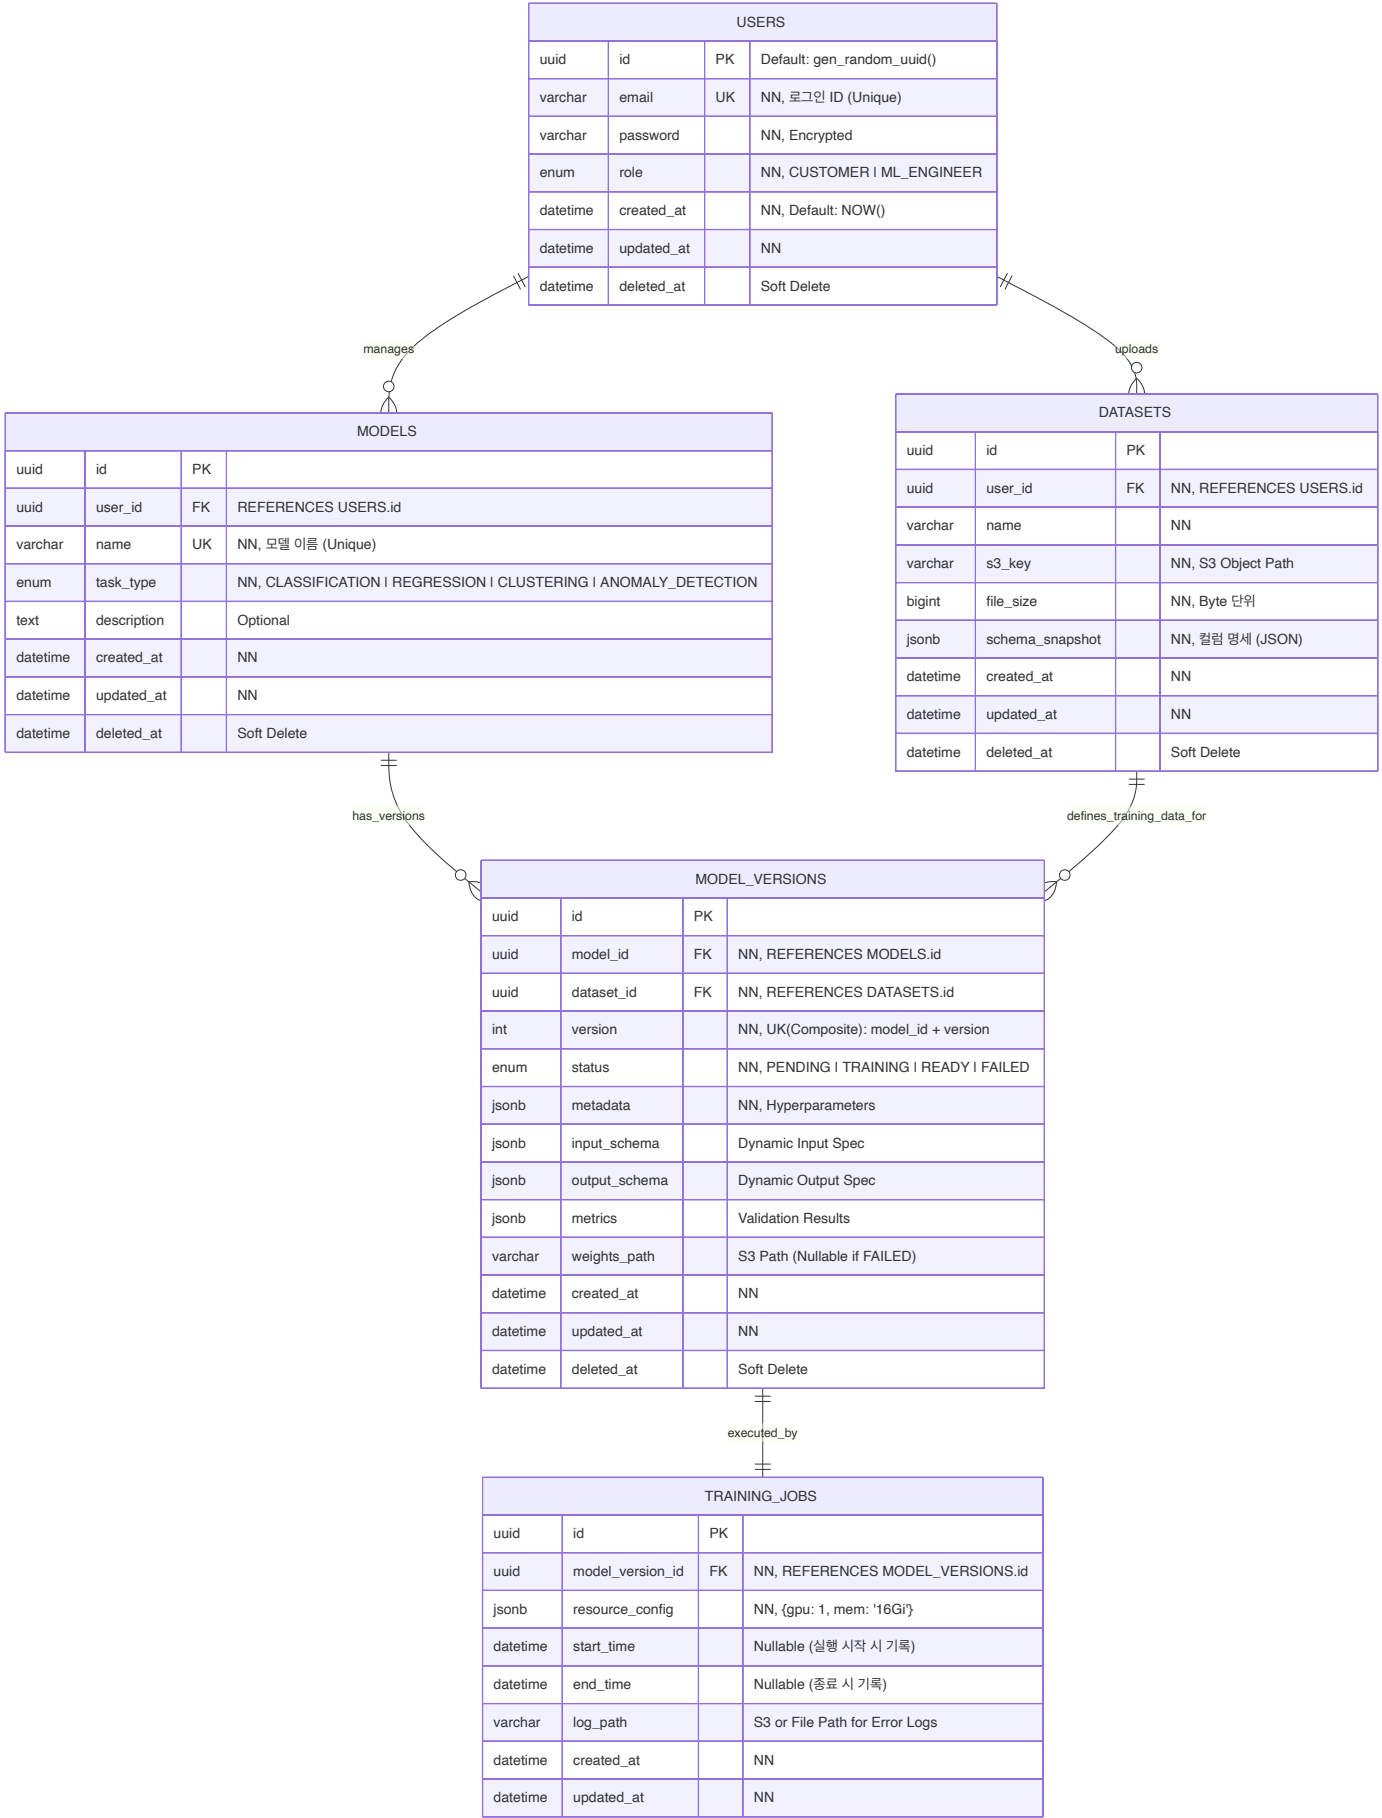 USERS
uuid id PK Default: gen_random_uuid()
varchar email UK NN, 로그인 ID (Unique)
varchar password NN, Encrypted
enum role NN, CUSTOMER | ML_ENGINEER
datetime created_at NN, Default: NOW()
datetime updated_at NN
datetime deleted_at Soft Delete
manages
uploads
MODELS
uuid id PK
uuid user_id FK REFERENCES USERS.id
varchar name UK NN, 모델 이름 (Unique)
enum task_type NN, CLASSIFICATION | REGRESSION | CLUSTERING | ANOMALY_DETECTION
text description Optional
datetime created_at NN
datetime updated_at NN
datetime deleted_at Soft Delete
DATASETS
uuid id PK
uuid user_id FK NN, REFERENCES USERS.id
varchar name NN
varchar s3_key NN, S3 Object Path
bigint file_size NN, Byte 단위
jsonb schema_snapshot NN, 컬럼 명세 (JSON)
datetime created_at NN
datetime updated_at NN
datetime deleted_at Soft Delete
has_versions
defines_training_data_for
MODEL_VERSIONS
uuid id PK
uuid model_id FK NN, REFERENCES MODELS.id
uuid dataset_id FK NN, REFERENCES DATASETS.id
int version NN, UK(Composite): model_id + version
enum status NN, PENDING | TRAINING | READY | FAILED
jsonb metadata NN, Hyperparameters
jsonb input_schema Dynamic Input Spec
jsonb output_schema Dynamic Output Spec
jsonb metrics Validation Results
varchar weights_path S3 Path (Nullable if FAILED)
datetime created_at NN
datetime updated_at NN
datetime deleted_at Soft Delete
executed_by
TRAINING_JOBS
uuid id PK
uuid model_version_id FK NN, REFERENCES MODEL_VERSIONS.id
jsonb resource_config NN, {gpu: 1, mem: '16Gi'}
datetime start_time Nullable (실행 시작 시 기록)
datetime end_time Nullable (종료 시 기록)
varchar log_path S3 or File Path for Error Logs
datetime created_at NN
datetime updated_at NN